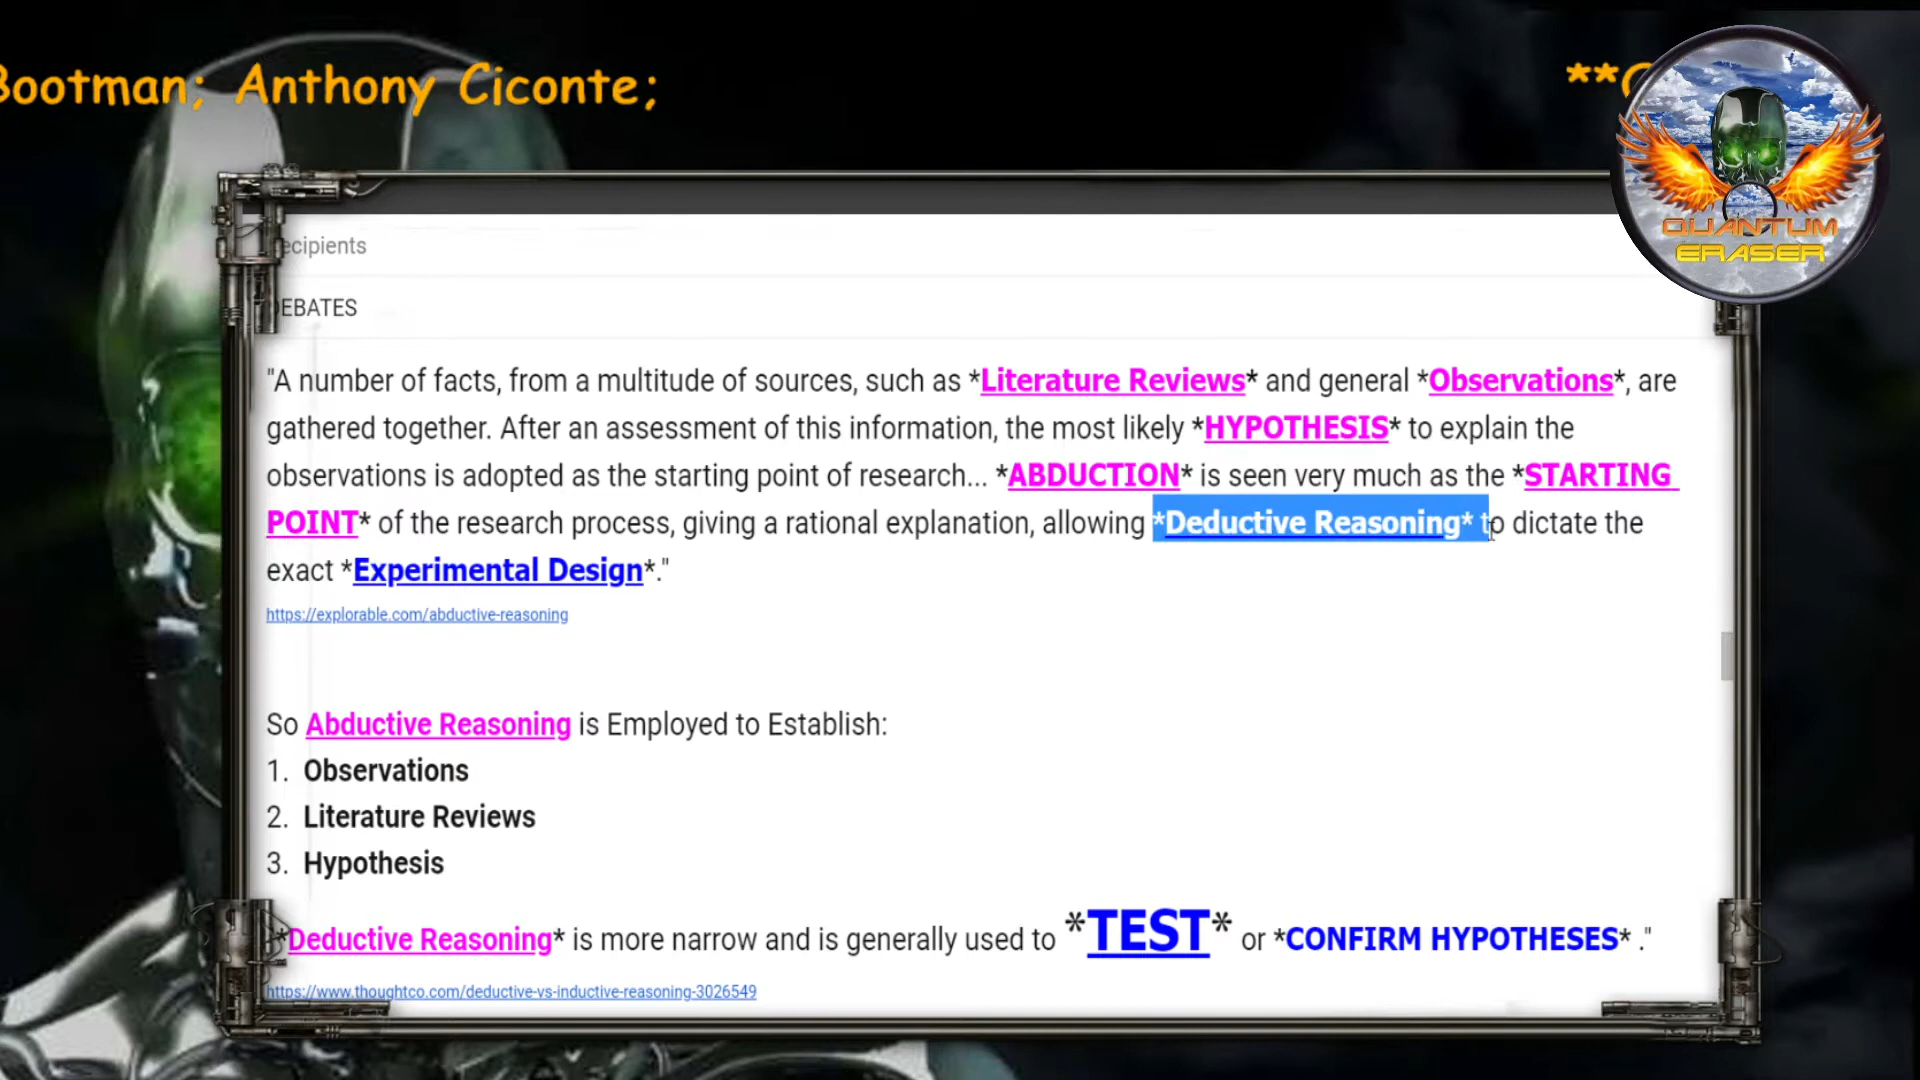 Bootman; Anthony Ciconte;
QUANTUM
ERASER
ecipients
DEBATES
"A number of facts, from a multitude of sources, such as *Literature Reviews* and general *Observations*, are
gathered together. After an assessment of this information, the most likely *HYPOTHESIS* to explain the
observations is adopted as the starting point of research... *ABDUCTION* is seen very much as the *STARTING
POINT* of the research process, giving a rational explanation, allowing *Deductive Reasoning* to dictate the
exact *Experimental Design*."
https://explorable.com/abductive-reasoning
So Abductive Reasoning is Employed to Establish:
1. Observations
2. Literature Reviews
3. Hypothesis
*Deductive Reasoning* is more narrow and is generally used to *TEST* or *CONFIRM HYPOTHESES* ."
https://www.thoughtco.com/deductive-vs-inductive-reasoning-3026549